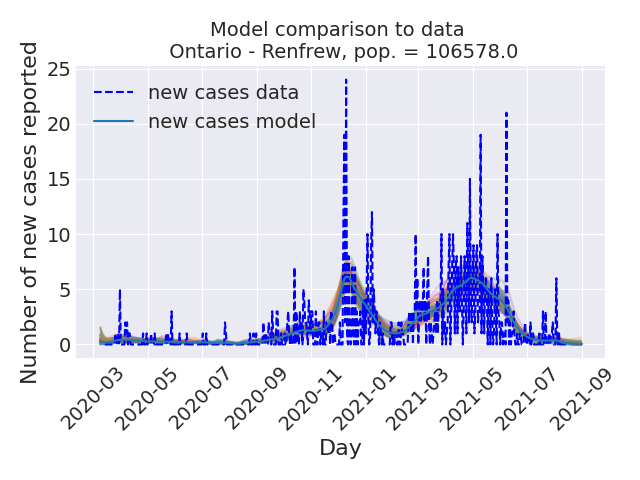 Model comparison to data
Ontario - Renfrew, pop. = 106578.0
Number of new cases reported
25
20
15
10
5
0
new cases data
new cases model
2020-03
2020-05
2020-07
2020-09
2020-11
2021-01
2021-03
2021-05
2021-07
2021-09
Day